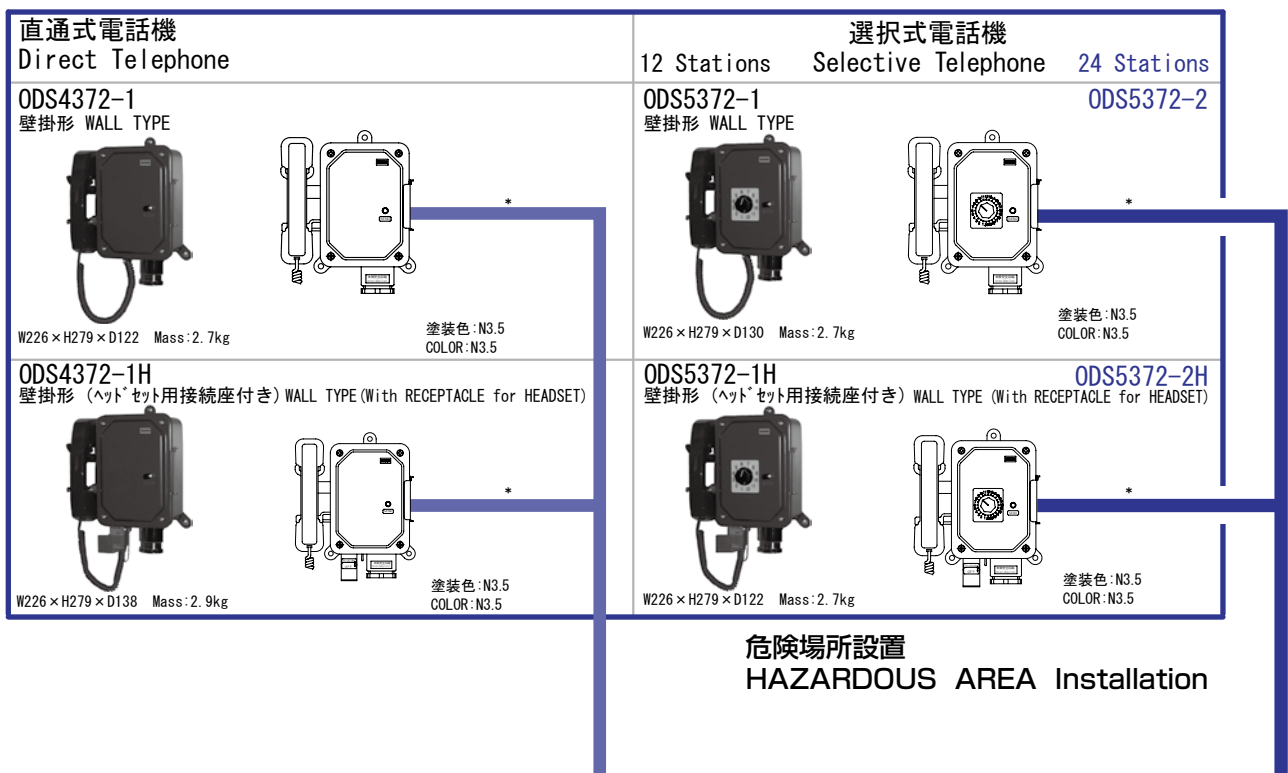 直通式電話機
Direct Telephone
選択式電話機
12 Stations Selective Telephone 24 Stations
ODS4372-1
壁掛形 WALL TYPE
*
W226×H279×D122 Mass:2.7kg
塗装色:N3.5
COLOR:N3.5
ODS5372-1 ODS5372-2
壁掛形 WALL TYPE
*
W226×H279×D130 Mass:2.7kg
塗装色:N3.5
COLOR:N3.5
ODS4372-1H
壁掛形 (ヘッドセット用接続座付き) WALL TYPE(With RECEPTACLE for HEADSET)
*
W226×H279×D138 Mass:2.9kg
塗装色:N3.5
COLOR:N3.5
ODS5372-1H ODS5372-2H
壁掛形 (ヘッドセット用接続座付き) WALL TYPE (With RECEPTACLE for HEADSET)
*
W226×H279×D122 Mass:2.7kg
塗装色:N3.5
COLOR:N3.5
危険場所設置
HAZARDOUS AREA Installation